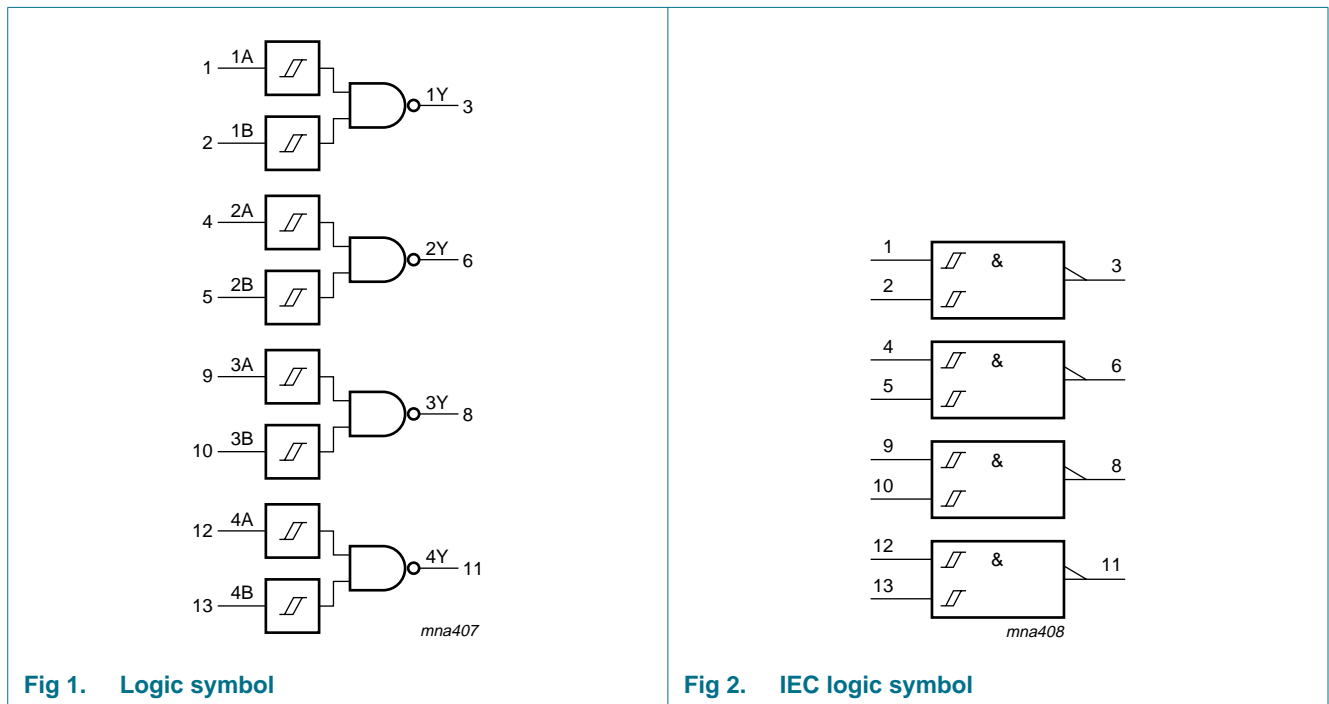 1 1A
1Y 3
2 1B
4 2A
2Y 6
5 2B
9 3A
3Y 8
10 3B
12 4A
4Y 11
13 4B
mna407
Fig 1. Logic symbol
1 & 3
2
4 & 6
5
9 & 8
10
12 & 11
13
mna408
Fig 2. IEC logic symbol